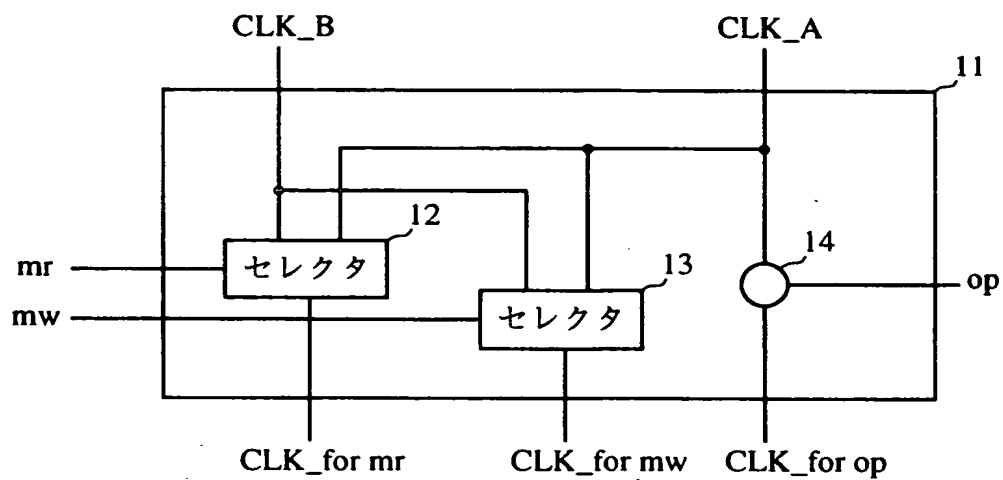 CLK_B
CLK_A
11
12
セレクタ
mr
13
セレクタ
mw
14
op
CLK_for mr
CLK_for mw
CLK_for op